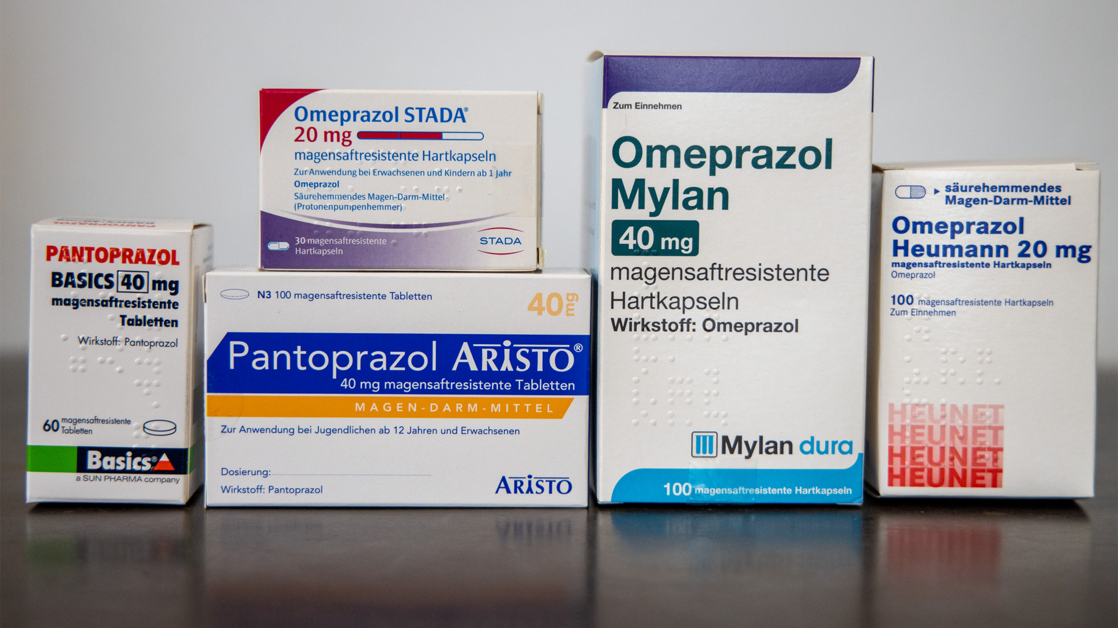 PANTOPRAZOL
BASICS 40 mg
magensaftresistente
Tabletten
Wirkstoff: Pantoprazol
60 magensaftresistente
Tabletten
Basics
a SUN PHARMA company
Omeprazol STADA®
20 mg
magensaftresistente Hartkapseln
Zur Anwendung bei Erwachsenen und Kindern ab 1 Jahr
Omeprazol
Säurehemmendes Magen-Darm-Mittel
(Protonenpumpenhemmer)
30 magensaftresistente
Hartkapseln
STADA
N3 100 magensaftresistente Tabletten
40 mg
Pantoprazol ARISTO®
40 mg magensaftresistente Tabletten
MAGEN-DARM-MITTEL
Zur Anwendung bei Jugendlichen ab 12 Jahren und Erwachsenen
Dosierung:
Wirkstoff: Pantoprazol
ARISTO
Zum Einnehmen
Omeprazol
Mylan
40 mg
magensaftresistente
Hartkapseln
Wirkstoff: Omeprazol
Mylan dura
100 magensaftresistente Hartkapseln
säurehemmendes
Magen-Darm-Mittel
Omeprazol
Heumann 20 mg
magensaftresistente Hartkapseln
Omeprazol
100 magensaftresistente Hartkapseln
Zum Einnehmen
HEUNET
HEUNET
HEUNET
HEUNET